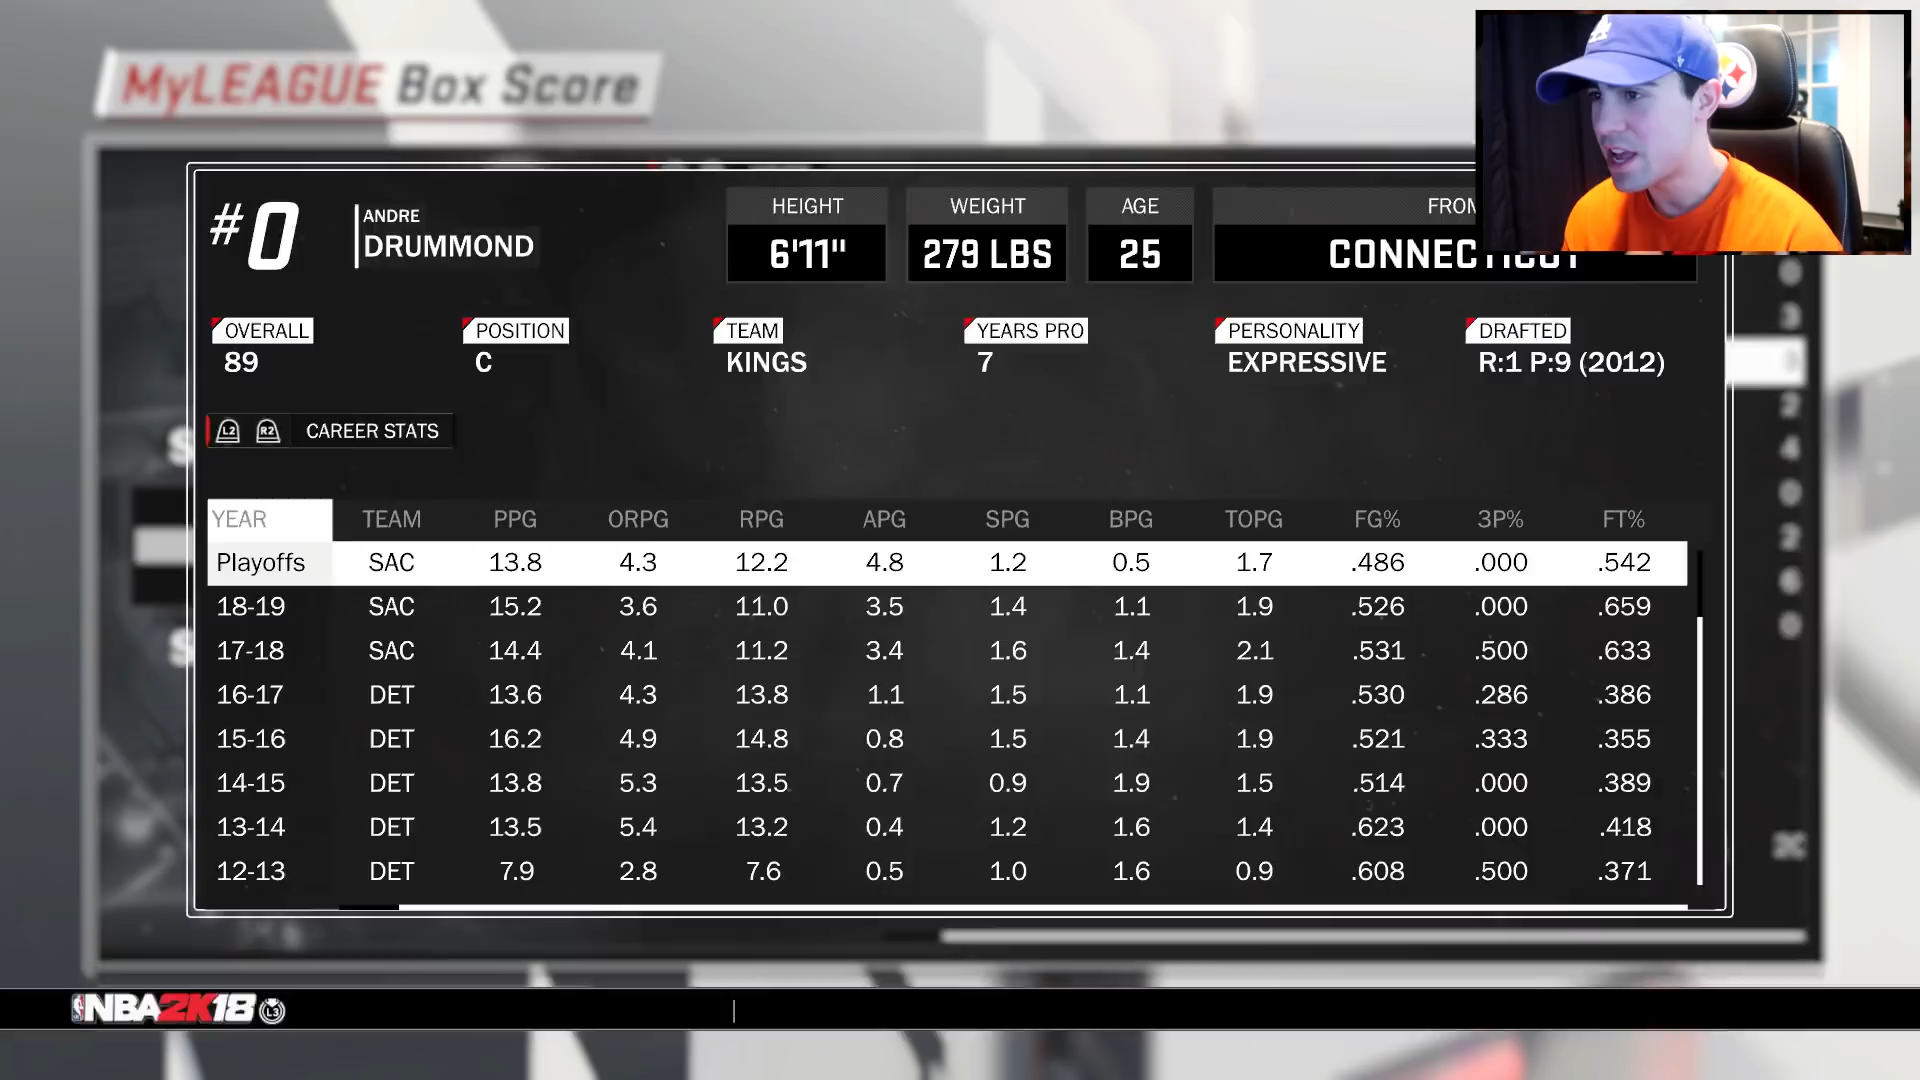 MyLEAGUE Box Score
#0 ANDRE DRUMMOND
HEIGHT WEIGHT AGE FROM
6'11" 279 LBS 25 CONNECTICUT
OVERALL POSITION TEAM YEARS PRO PERSONALITY DRAFTED
89 C KINGS 7 EXPRESSIVE R:1 P:9 (2012)
L2 R2 CAREER STATS
YEAR TEAM PPG ORPG RPG APG SPG BPG TOPG FG% 3P% FT%
Playoffs SAC 13.8 4.3 12.2 4.8 1.2 0.5 1.7 .486 .000 .542
18-19 SAC 15.2 3.6 11.0 3.5 1.4 1.1 1.9 .526 .000 .659
17-18 SAC 14.4 4.1 11.2 3.4 1.6 1.4 2.1 .531 .500 .633
16-17 DET 13.6 4.3 13.8 1.1 1.5 1.1 1.9 .530 .286 .386
15-16 DET 16.2 4.9 14.8 0.8 1.5 1.4 1.9 .521 .333 .355
14-15 DET 13.8 5.3 13.5 0.7 0.9 1.9 1.5 .514 .000 .389
13-14 DET 13.5 5.4 13.2 0.4 1.2 1.6 1.4 .623 .000 .418
12-13 DET 7.9 2.8 7.6 0.5 1.0 1.6 0.9 .608 .500 .371
NBA2K18 L3